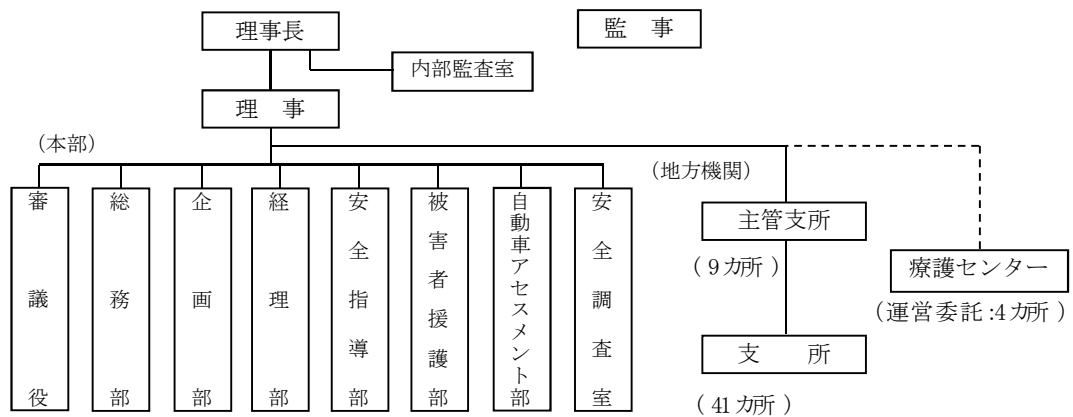 理事長
監 事
内部監査室
理 事
（本部）
（地方機関）
審議役
総務部
企画部
経理部
安全指導部
被害者援護部
自動車アセスメント部
安全調査室
主管支所
（ 9カ所 ）
療護センター
（運営委託:4カ所 ）
支 所
（ 41カ所 ）